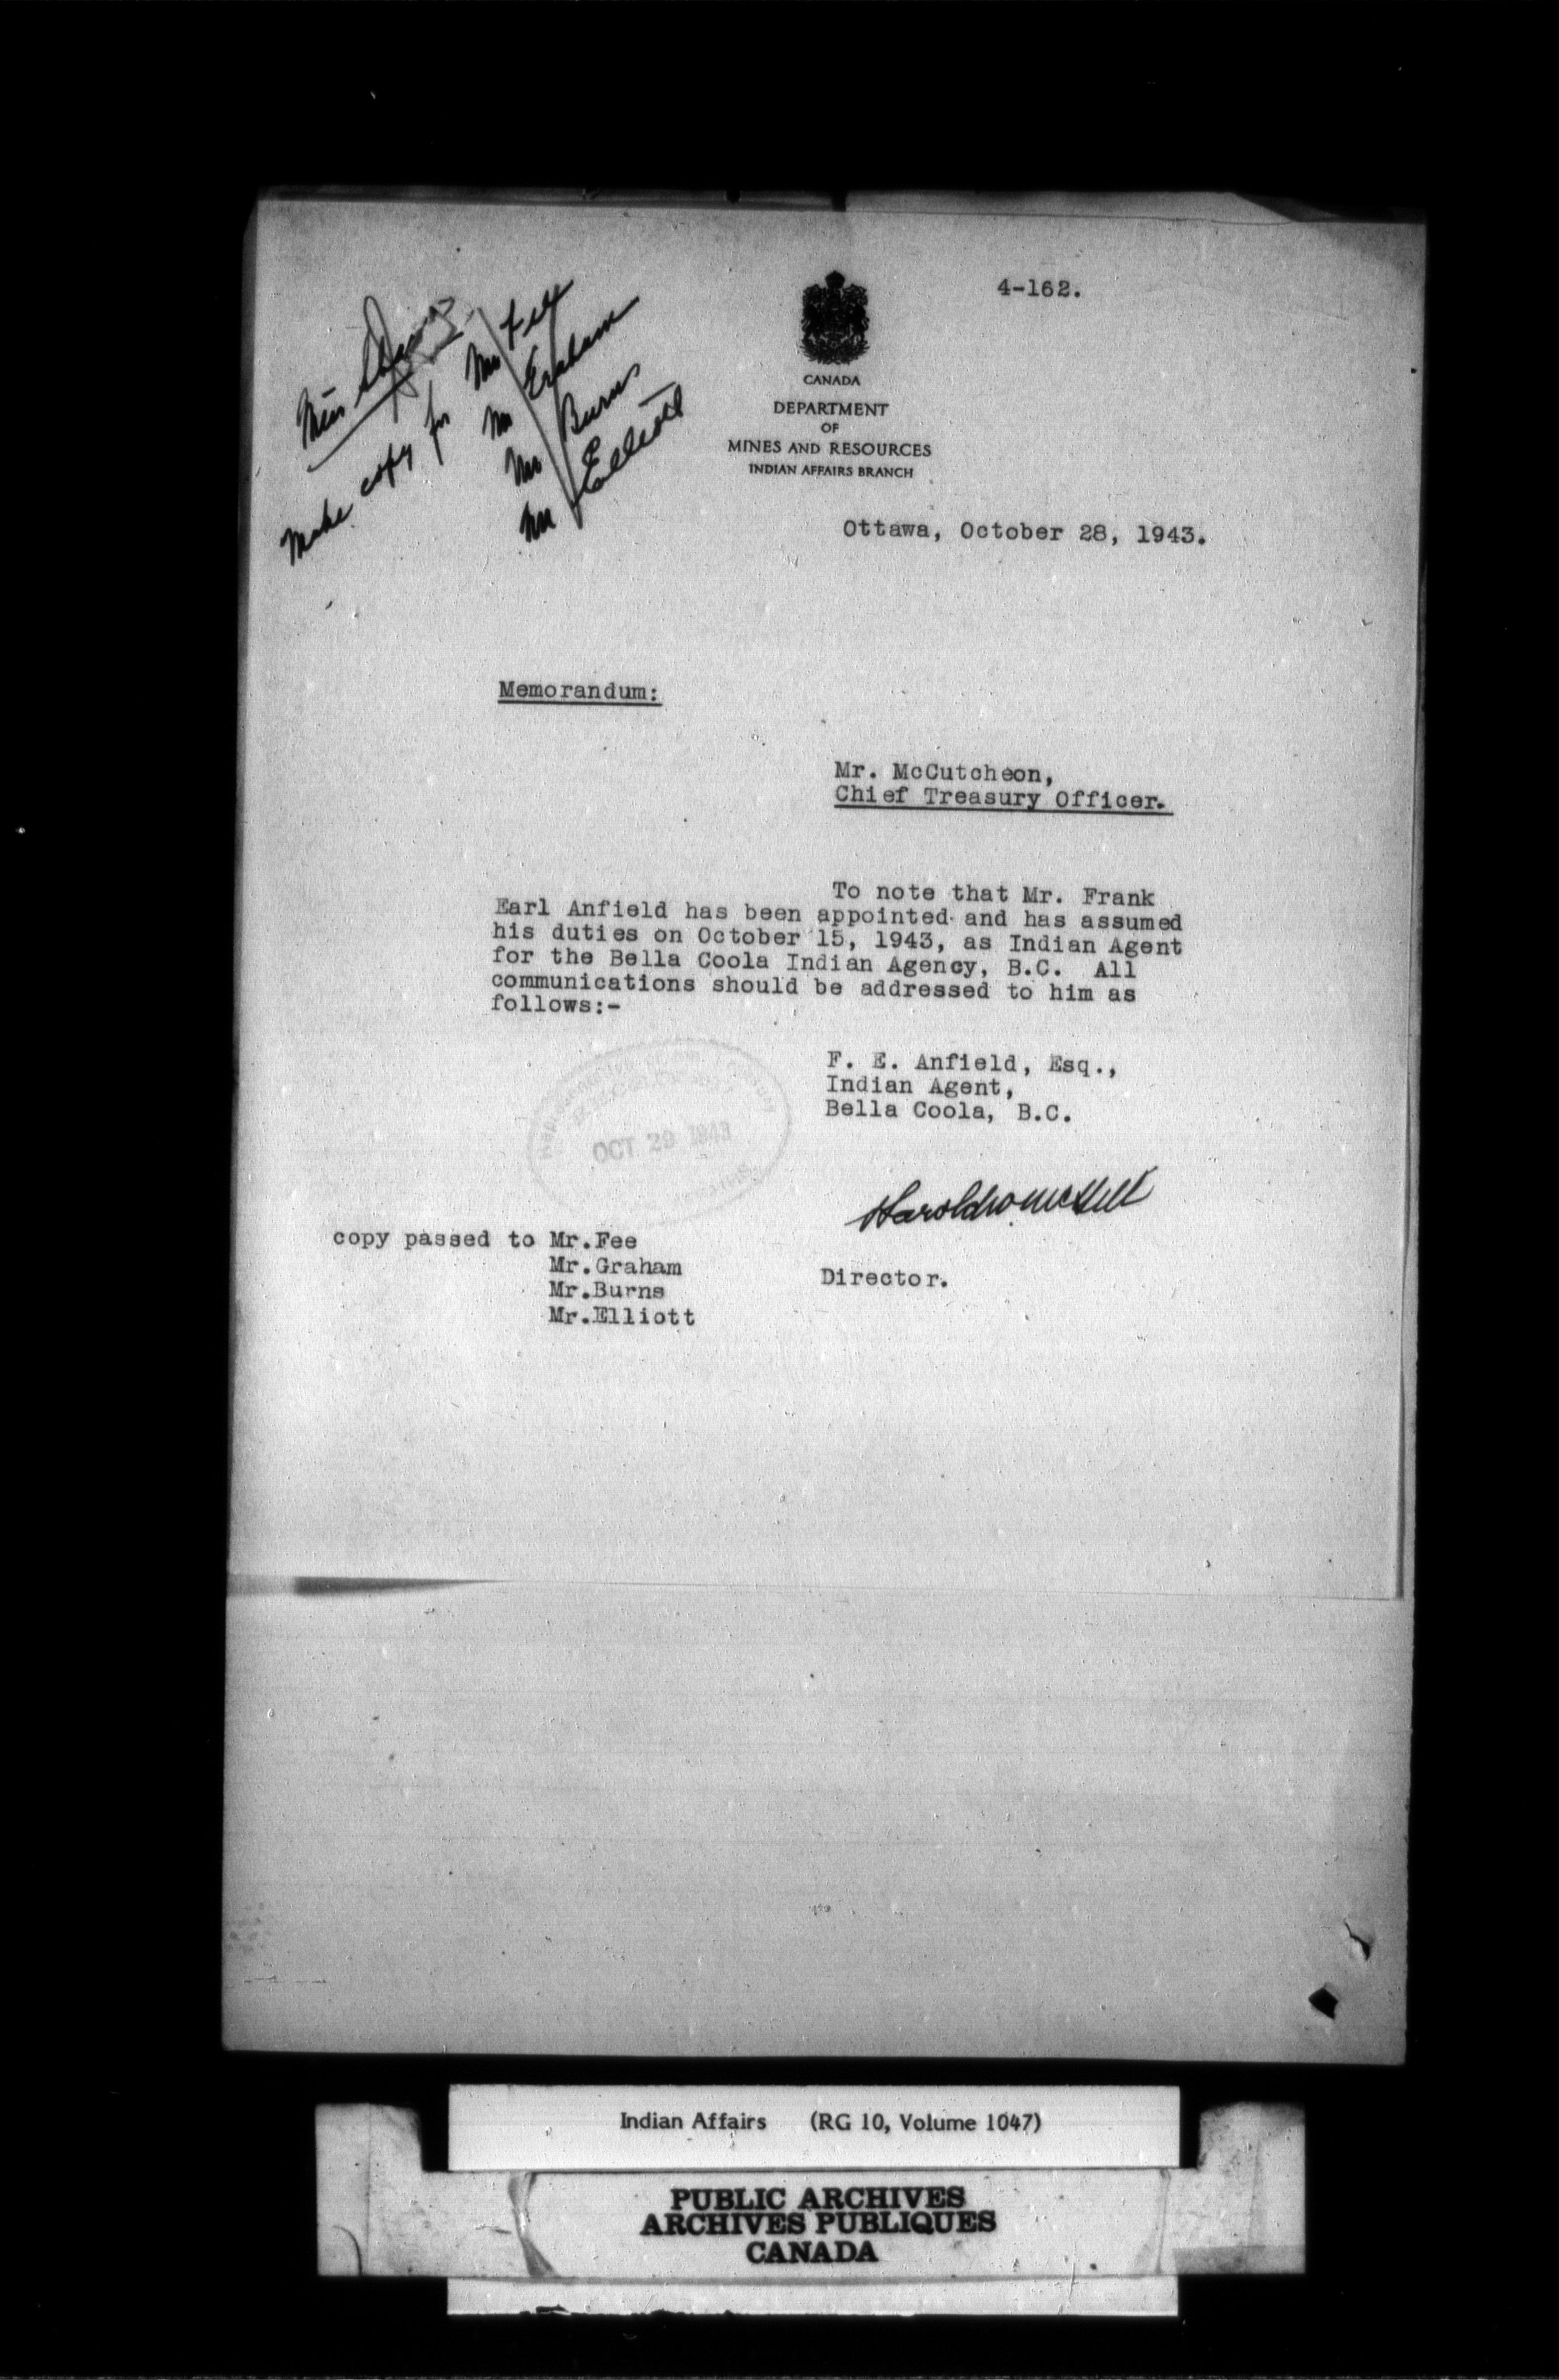 4-162.
Miss
Make copy for Mr Fee
Mr Graham
Mr Burns
Mr Elliott
CANADA
DEPARTMENT
OF
MINES AND RESOURCES
INDIAN AFFAIRS BRANCH
Ottawa, October 28, 1943.
Memorandum:
Mr. McCutcheon,
Chief Treasury Officer.
To note that Mr. Frank
Earl Anfield has been appointed and has assumed
his duties on October 15, 1943, as Indian Agent
for the Bella Coola Indian Agency, B.C. All
communications should be addressed to him as
follows:-
F. E. Anfield, Esq.,
Indian Agent,
Bella Coola, B.C.
OCT 29 1943
Harold W McGill
copy passed to Mr.Fee
Mr.Graham
Mr.Burns
Mr.Elliott
Director.
Indian Affairs (RG 10, Volume 1047)
PUBLIC ARCHIVES
ARCHIVES PUBLIQUES
CANADA